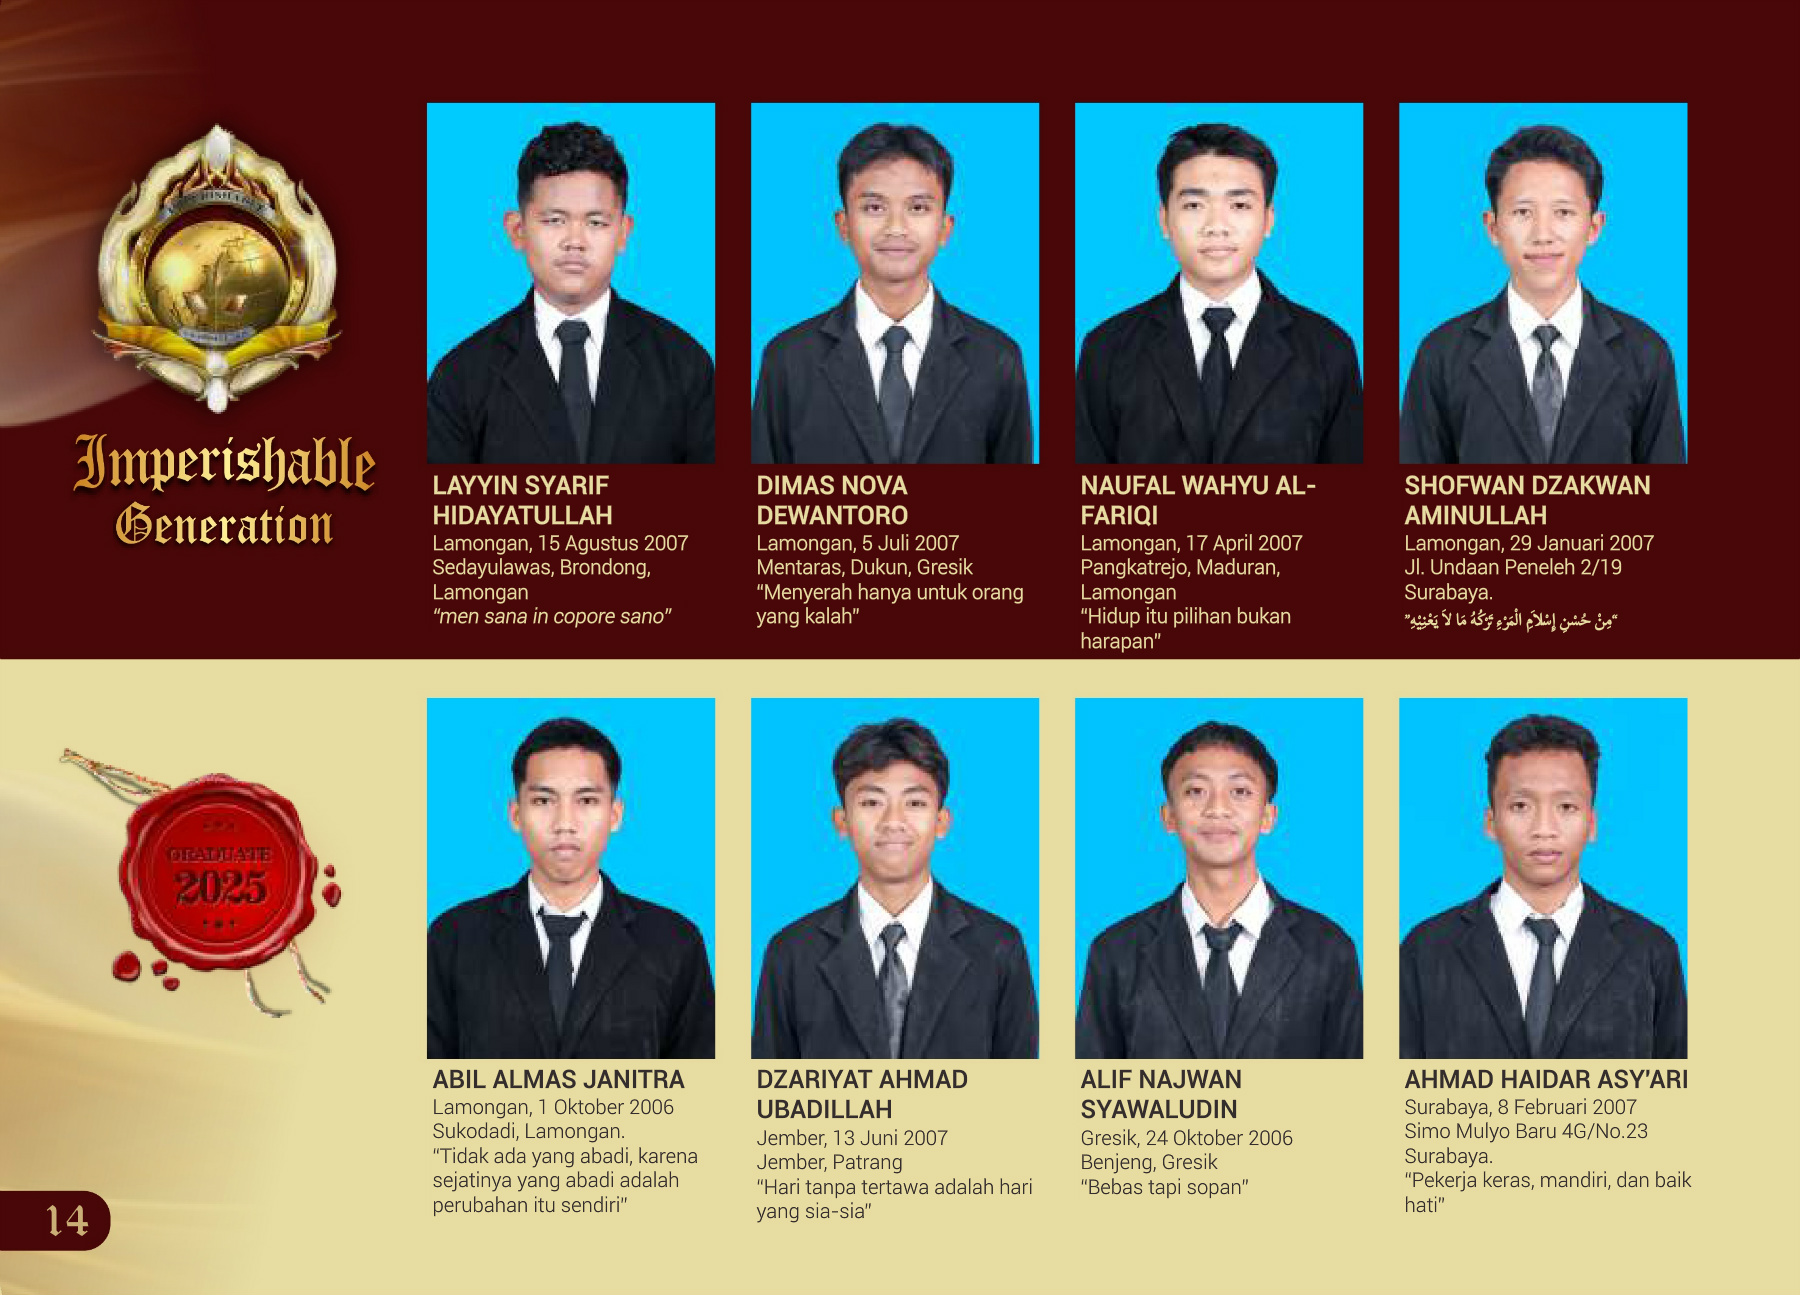 Imperishable
Generation
LAYYIN SYARIF
HIDAYATULLAH
Lamongan, 15 Agustus 2007
Sedayulawas, Brondong,
Lamongan
“men sana in copore sano”
DIMAS NOVA
DEWANTORO
Lamongan, 5 Juli 2007
Mentaras, Dukun, Gresik
“Menyerah hanya untuk orang
yang kalah”
NAUFAL WAHYU AL-
FARIQI
Lamongan, 17 April 2007
Pangkatrejo, Maduran,
Lamongan
“Hidup itu pilihan bukan
harapan”
SHOFWAN DZAKWAN
AMINULLAH
Lamongan, 29 Januari 2007
Jl. Undaan Peneleh 2/19
Surabaya.
“مِنْ حُسْنِ إِسْلاَمِ الْمَرْءِ تَرْكُهُ مَا لاَ يَعْنِيْهِ”
GRADUATE
2025
ABIL ALMAS JANITRA
Lamongan, 1 Oktober 2006
Sukodadi, Lamongan.
“Tidak ada yang abadi, karena
sejatinya yang abadi adalah
perubahan itu sendiri”
DZARIYAT AHMAD
UBADILLAH
Jember, 13 Juni 2007
Jember, Patrang
“Hari tanpa tertawa adalah hari
yang sia-sia”
ALIF NAJWAN
SYAWALUDIN
Gresik, 24 Oktober 2006
Benjeng, Gresik
“Bebas tapi sopan”
AHMAD HAIDAR ASY’ARI
Surabaya, 8 Februari 2007
Simo Mulyo Baru 4G/No.23
Surabaya.
“Pekerja keras, mandiri, dan baik
hati”
14